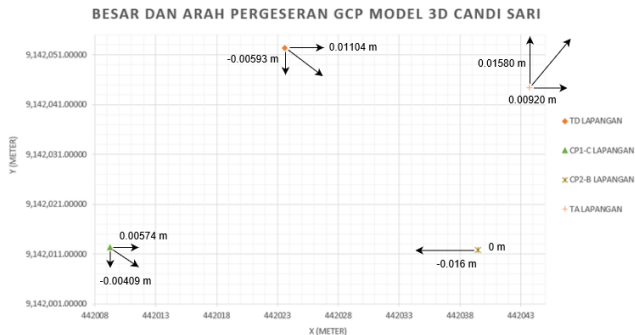 BESAR DAN ARAH PERGESERAN GCP MODEL 3D CANDI SARI
Y (METER)
9,142,051.00000
9,142,041.00000
9,142,031.00000
9,142,021.00000
9,142,011.00000
9,142,001.00000
0.01104 m
-0.00593 m
0.01580 m
0.00920 m
0.00574 m
-0.00409 m
0 m
-0.016 m
TD LAPANGAN
CP1-C LAPANGAN
CP2-B LAPANGAN
TA LAPANGAN
442008 442013 442018 442023 442028 442033 442038 442043
X (METER)